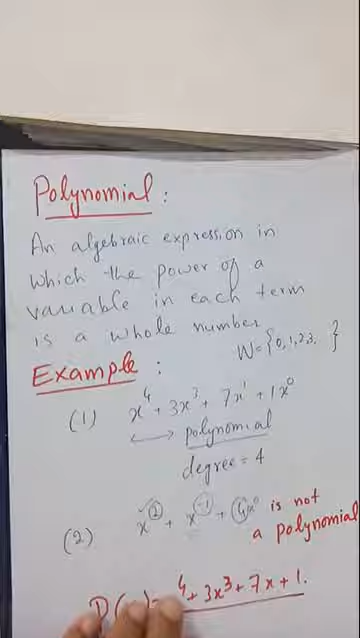 Polynomial :
An algebraic expression in
which the power of a
variable in each term
is a whole number
W = {0, 1, 2, 3, }
Example :
(1) x⁴ + 3x³ + 7x¹ + 1x⁰
⟷ polynomial
degree = 4
(2) x² + x⁻¹ + 4x⁰ is not
a polynomial
P( ⁴ + 3x³ + 7x + 1.